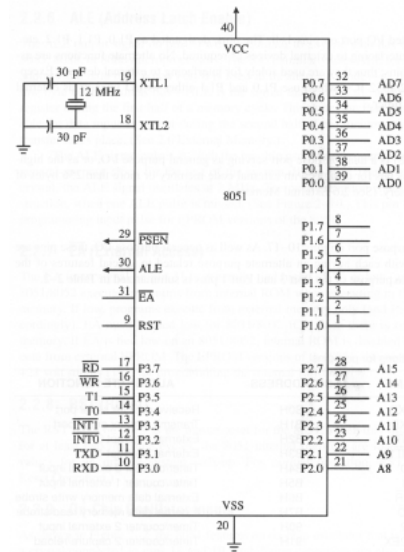 40
VCC
30 pF
19 XTL1
12 MHz
18 XTL2
30 pF
P0.7 32 AD7
P0.6 33 AD6
P0.5 34 AD5
P0.4 35 AD4
P0.3 36 AD3
P0.2 37 AD2
P0.1 38 AD1
P0.0 39 AD0
8051
P1.7 8
P1.6 7
P1.5 6
P1.4 5
P1.3 4
P1.2 3
P1.1 2
P1.0 1
29 PSEN
30 ALE
31 EA
9 RST
RD 17 P3.7
WR 16 P3.6
T1 15 P3.5
T0 14 P3.4
INT1 13 P3.3
INT0 12 P3.2
TXD 11 P3.1
RXD 10 P3.0
P2.7 28 A15
P2.6 27 A14
P2.5 26 A13
P2.4 25 A12
P2.3 24 A11
P2.2 23 A10
P2.1 22 A9
P2.0 21 A8
VSS
20